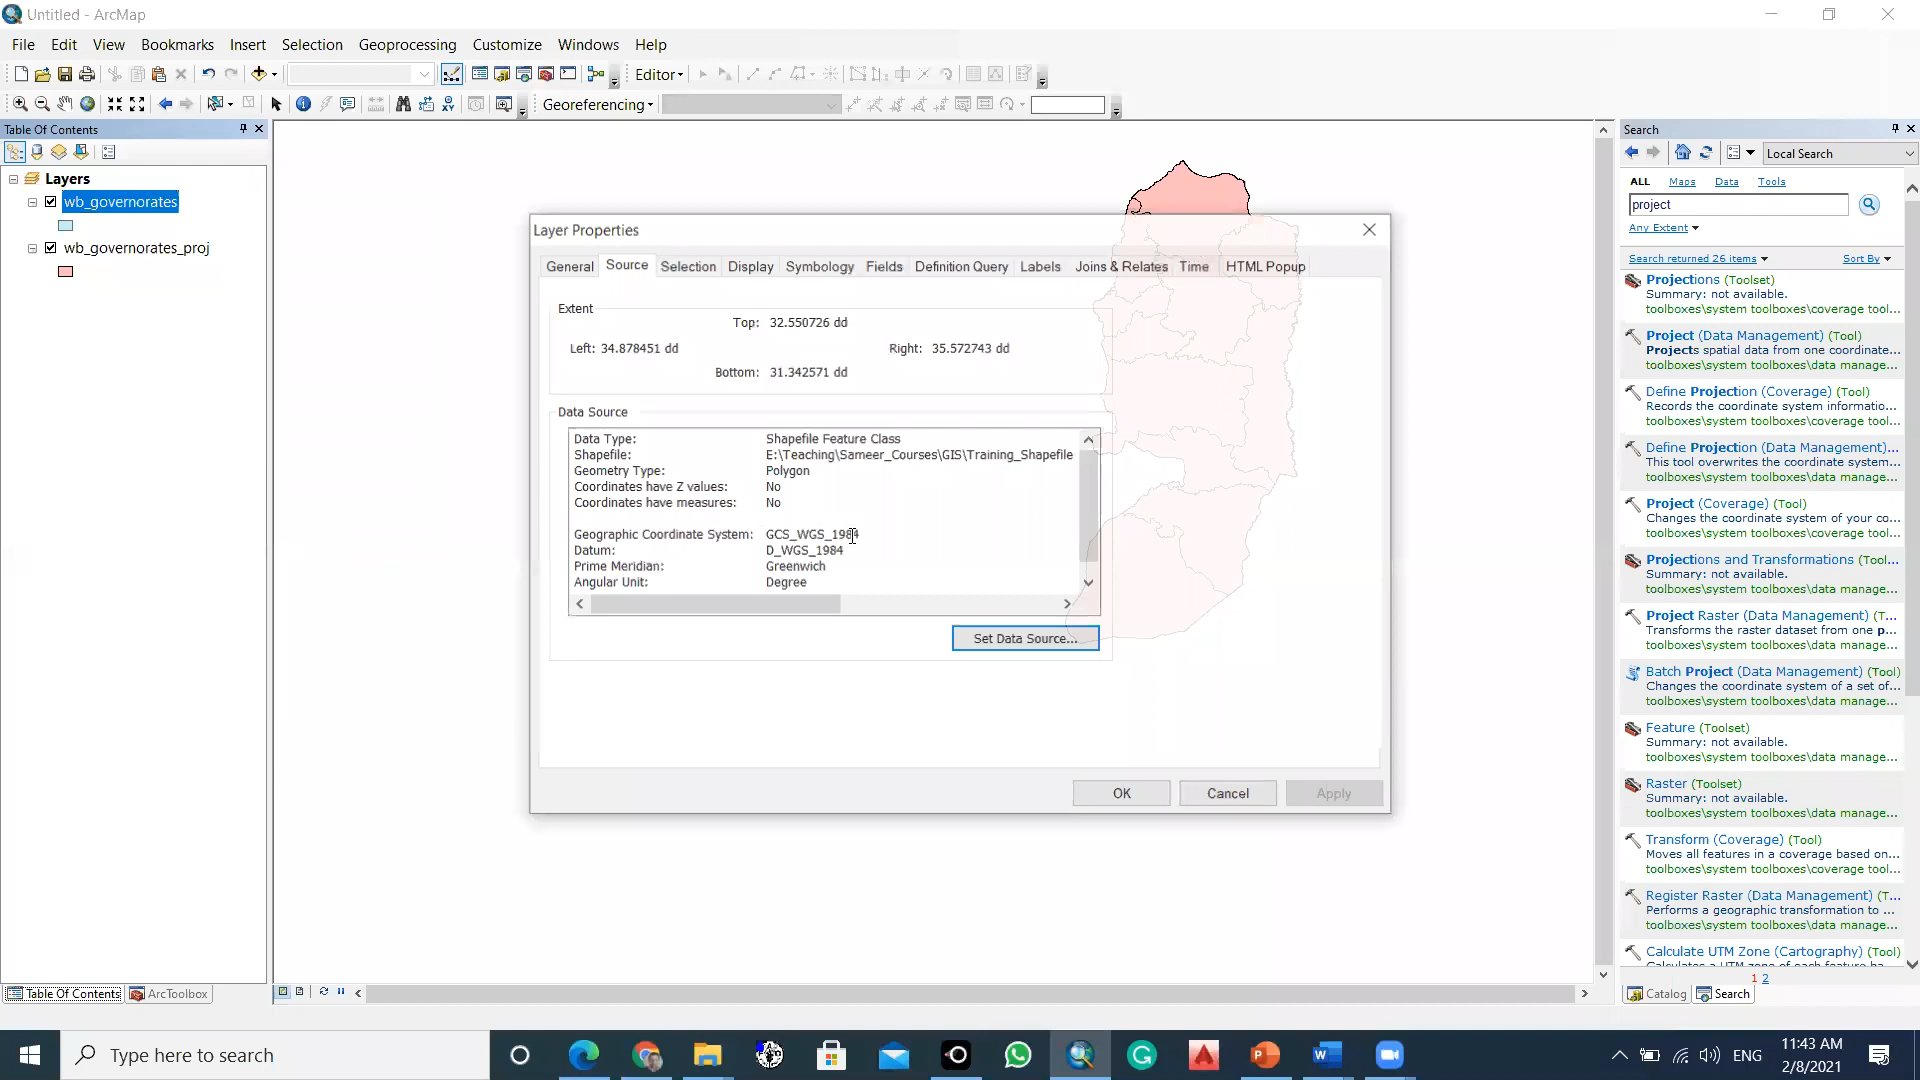 Untitled - ArcMap
File Edit View Bookmarks Insert Selection Geoprocessing Customize Windows Help
Editor
Georeferencing
Table Of Contents
Layers
wb_governorates
wb_governorates_proj
Layer Properties
General Source Selection Display Symbology Fields Definition Query Labels Joins & Relates Time HTML Popup
Extent
Top: 32.550726 dd
Left: 34.878451 dd Right: 35.572743 dd
Bottom: 31.342571 dd
Data Source
Data Type: Shapefile Feature Class
Shapefile: E:\Teaching\Sameer_Courses\GIS\Training_Shapefile
Geometry Type: Polygon
Coordinates have Z values: No
Coordinates have measures: No
Geographic Coordinate System: GCS_WGS_1984
Datum: D_WGS_1984
Prime Meridian: Greenwich
Angular Unit: Degree
Set Data Source...
OK Cancel Apply
Search
Local Search
ALL Maps Data Tools
project
Any Extent
Search returned 26 items Sort By
Projections (Toolset)
Summary: not available.
toolboxes\system toolboxes\coverage tool...
Project (Data Management) (Tool)
Projects spatial data from one coordinate...
toolboxes\system toolboxes\data manage...
Define Projection (Coverage) (Tool)
Records the coordinate system informatio...
toolboxes\system toolboxes\coverage tool...
Define Projection (Data Management)...
This tool overwrites the coordinate system...
toolboxes\system toolboxes\data manage...
Project (Coverage) (Tool)
Changes the coordinate system of your co...
toolboxes\system toolboxes\coverage tool...
Projections and Transformations (Tool...
Summary: not available.
toolboxes\system toolboxes\data manage...
Project Raster (Data Management) (T...
Transforms the raster dataset from one p...
toolboxes\system toolboxes\data manage...
Batch Project (Data Management) (Tool)
Changes the coordinate system of a set of...
toolboxes\system toolboxes\data manage...
Feature (Toolset)
Summary: not available.
toolboxes\system toolboxes\data manage...
Raster (Toolset)
Summary: not available.
toolboxes\system toolboxes\data manage...
Transform (Coverage) (Tool)
Moves all features in a coverage based on...
toolboxes\system toolboxes\coverage tool...
Register Raster (Data Management) (T...
Performs a geographic transformation to ...
toolboxes\system toolboxes\data manage...
Calculate UTM Zone (Cartography) (Tool)
1 2
Table Of Contents ArcToolbox
Catalog Search
Type here to search
ENG
11:43 AM
2/8/2021